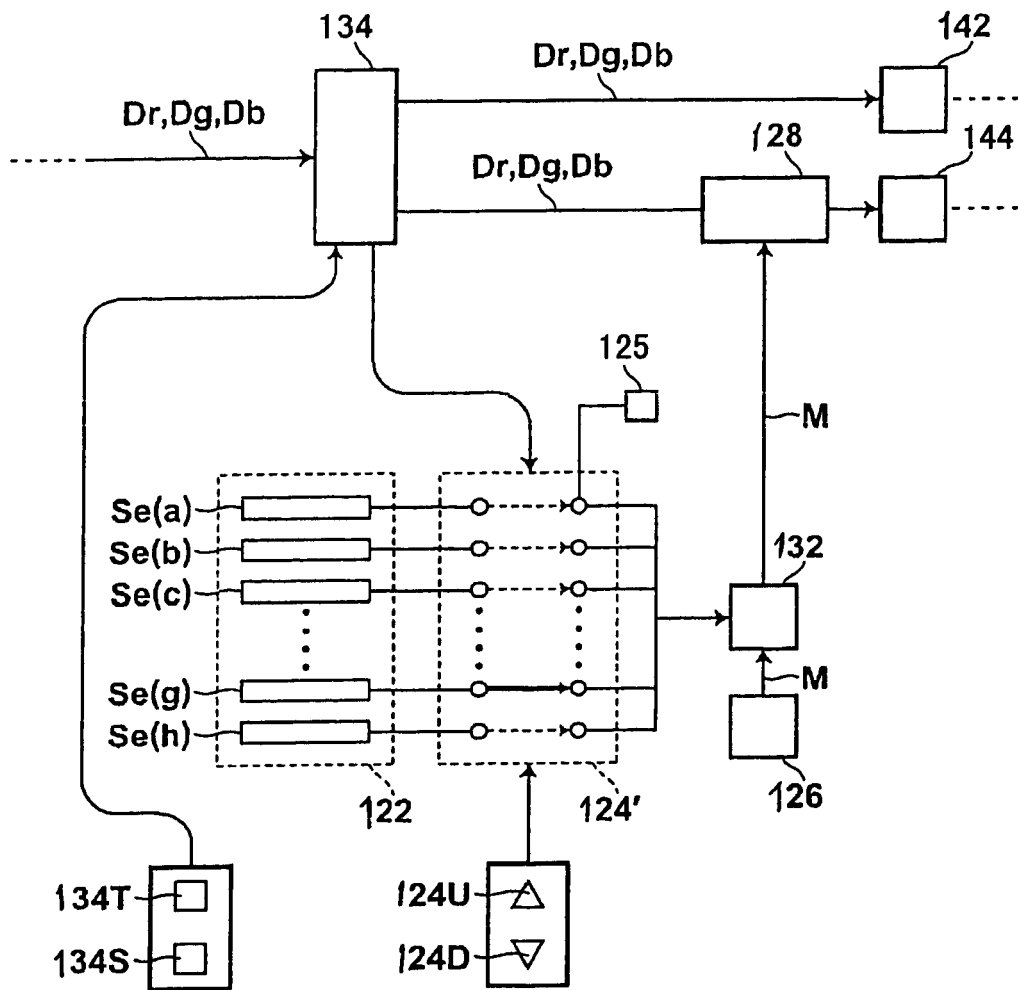 134
142
Dr,Dg,Db
Dr,Dg,Db
128
144
Dr,Dg,Db
125
M
Se(a)
Se(b)
132
Se(c)
M
Se(g)
Se(h)
122
124'
126
134T
124U
134S
124D